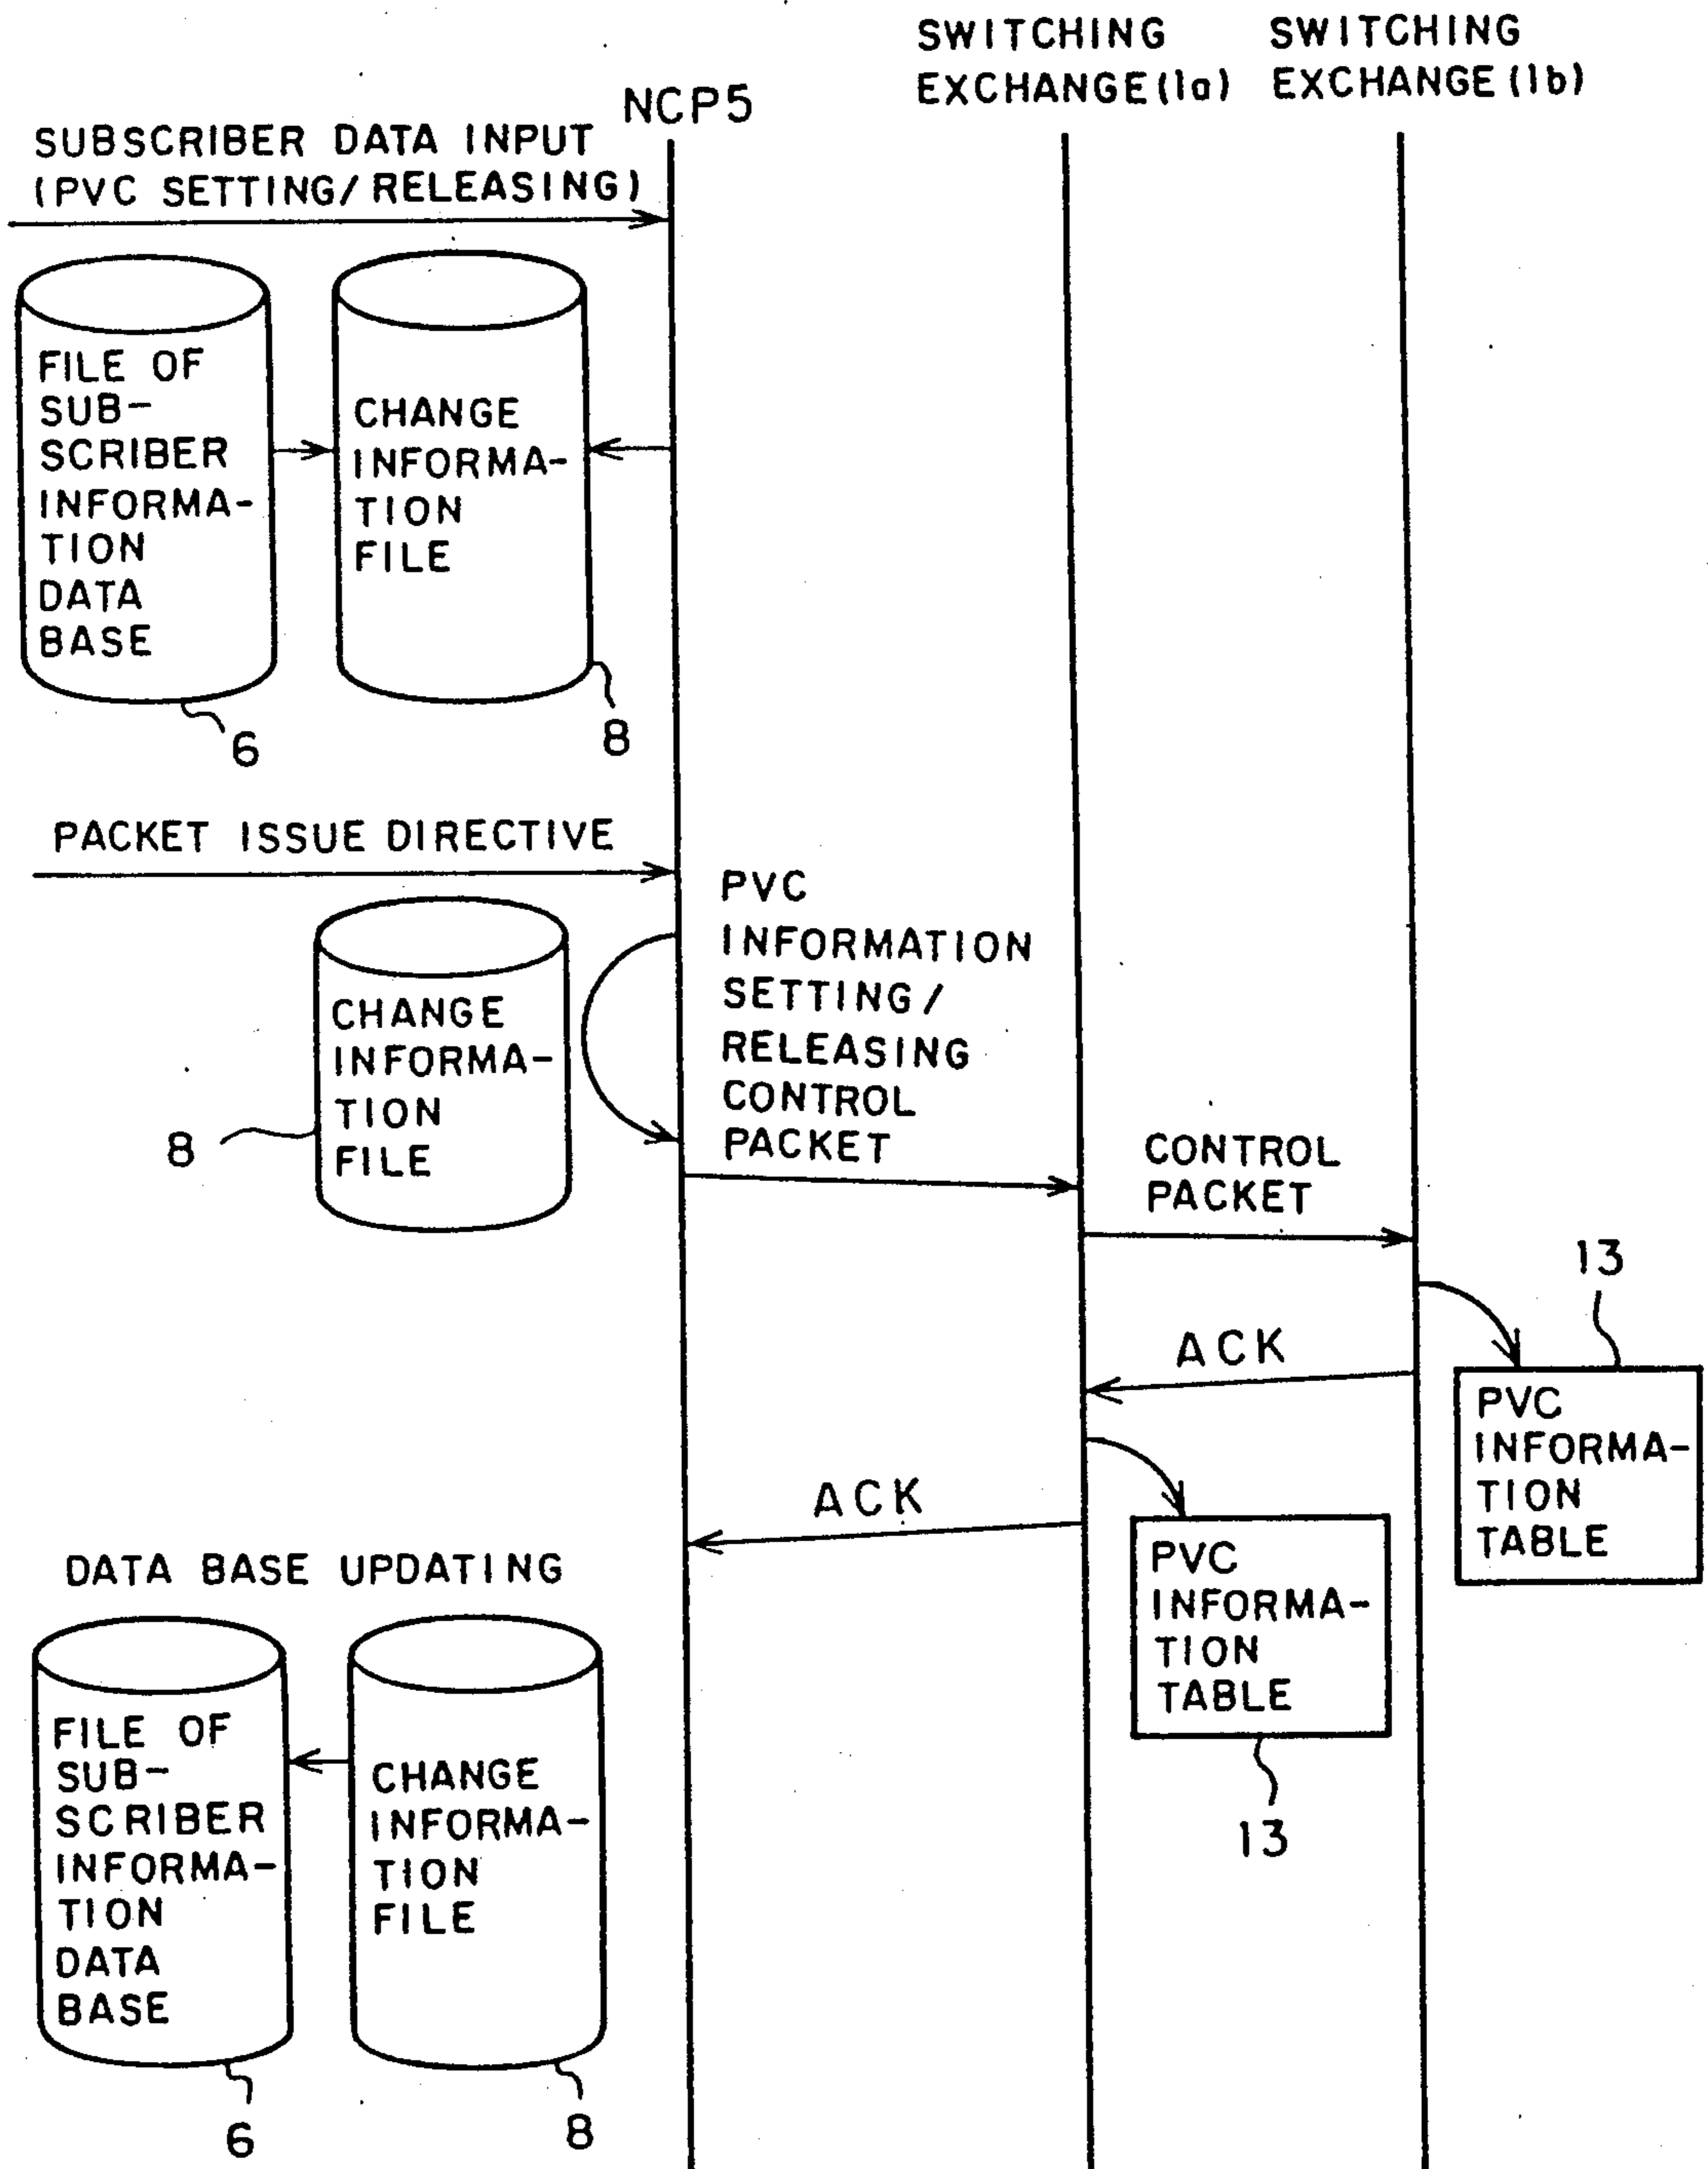 SWITCHING
EXCHANGE(1a)
SWITCHING
EXCHANGE(1b)
NCP5
SUBSCRIBER DATA INPUT
(PVC SETTING/RELEASING)
FILE OF
SUB-
SCRIBER
INFORMA-
TION
DATA
BASE
CHANGE
INFORMA-
TION
FILE
6
8
PACKET ISSUE DIRECTIVE
CHANGE
INFORMA-
TION
FILE
8
PVC
INFORMATION
SETTING/
RELEASING
CONTROL
PACKET
CONTROL
PACKET
13
ACK
PVC
INFORMA-
TION
TABLE
ACK
PVC
INFORMA-
TION
TABLE
13
DATA BASE UPDATING
FILE OF
SUB-
SCRIBER
INFORMA-
TION
DATA
BASE
CHANGE
INFORMA-
TION
FILE
6
8